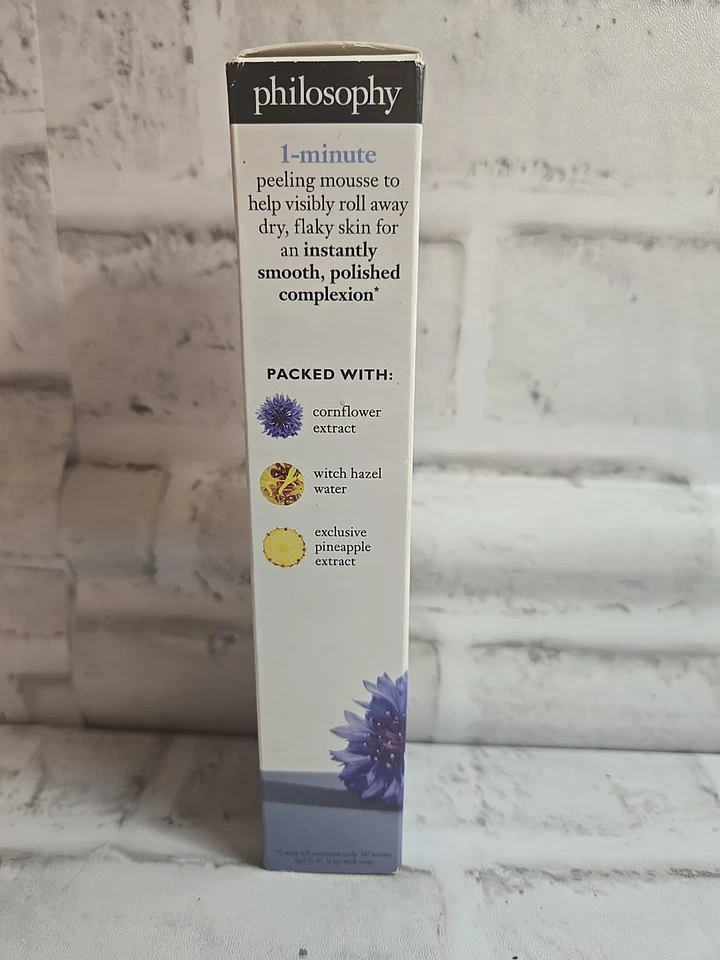 philosophy
1-minute
peeling mousse to
help visibly roll away
dry, flaky skin for
an instantly
smooth, polished
complexion*
PACKED WITH:
cornflower
extract
witch hazel
water
exclusive
pineapple
extract